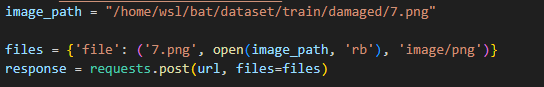 image_path = "/home/wsl/bat/dataset/train/damaged/7.png"
files = {'file': ('7.png', open(image_path, 'rb'), 'image/png')}
response = requests.post(url, files=files)